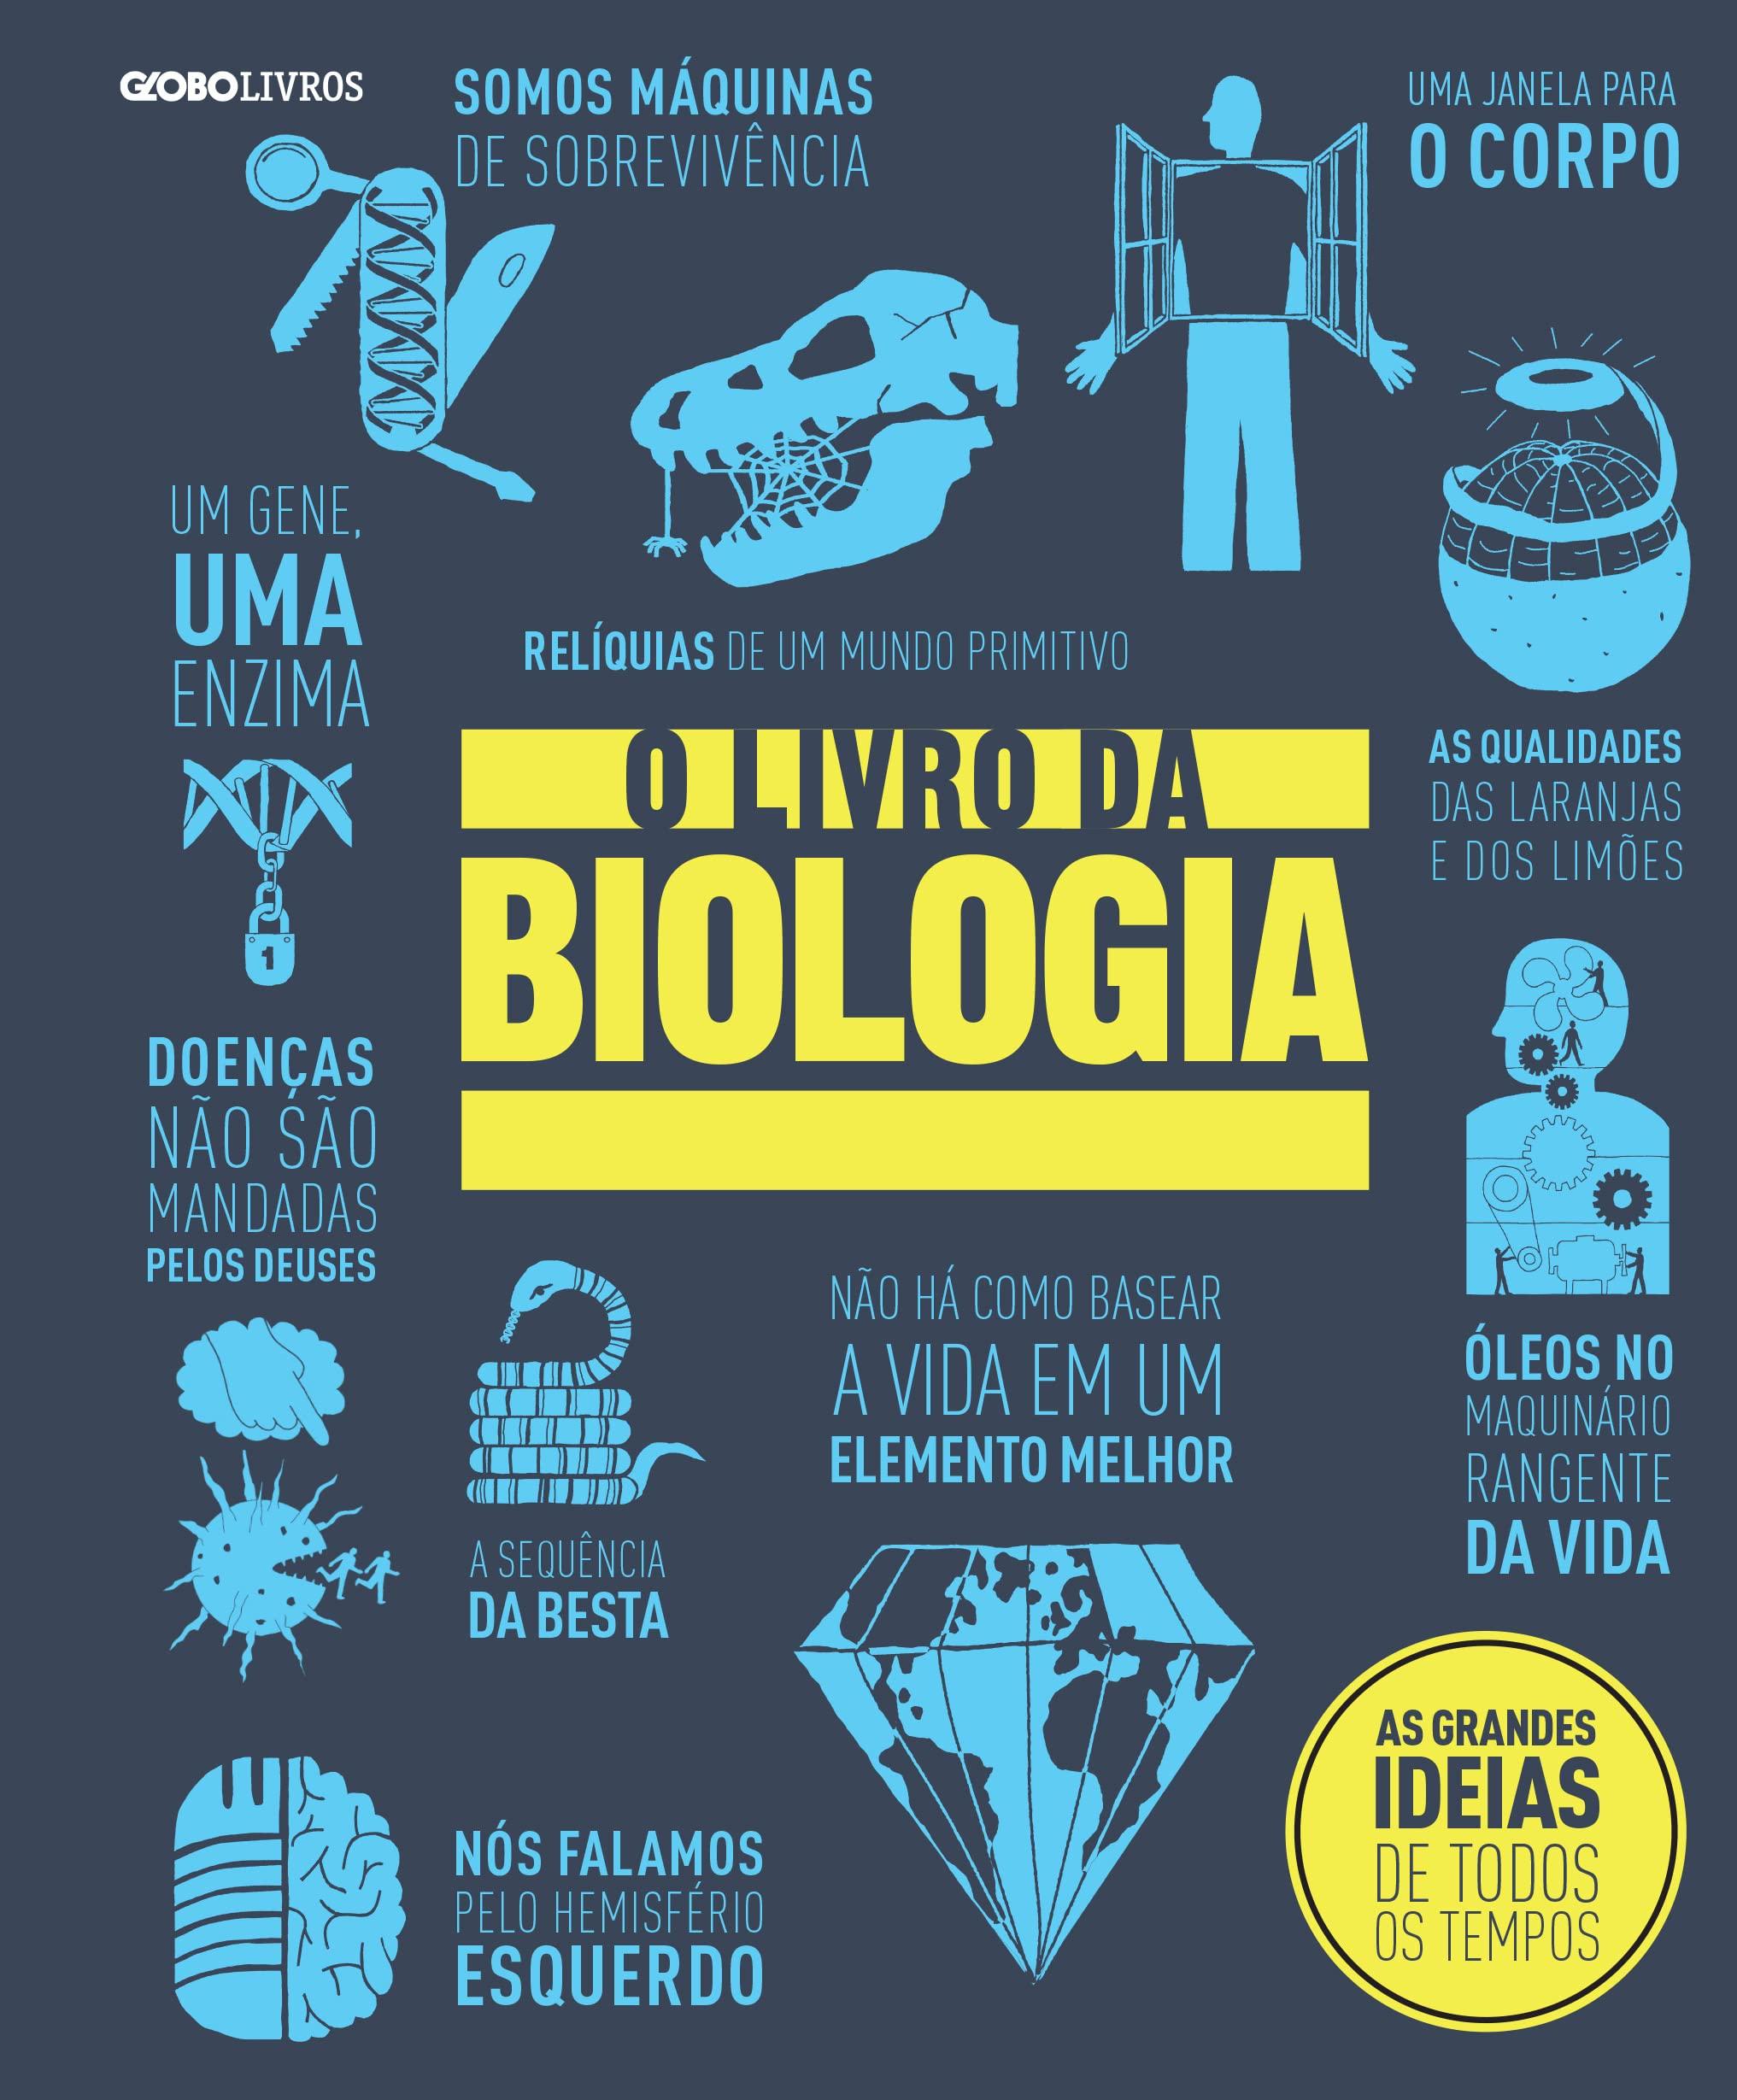 GLOBOLIVROS
SOMOS MÁQUINAS
DE SOBREVIVÊNCIA
UMA JANELA PARA
O CORPO
UM GENE,
UMA
ENZIMA
RELÍQUIAS DE UM MUNDO PRIMITIVO
AS QUALIDADES
DAS LARANJAS
E DOS LIMÕES
O LIVRO DA
BIOLOGIA
1
DOENÇAS
NÃO SÃO
MANDADAS
PELOS DEUSES
NÃO HÁ COMO BASEAR
A VIDA EM UM
ELEMENTO MELHOR
ÓLEOS NO
MAQUINÁRIO
RANGENTE
DA VIDA
A SEQUÊNCIA
DA BESTA
NÓS FALAMOS
PELO HEMISFÉRIO
ESQUERDO
AS GRANDES
IDEIAS
DE TODOS
OS TEMPOS